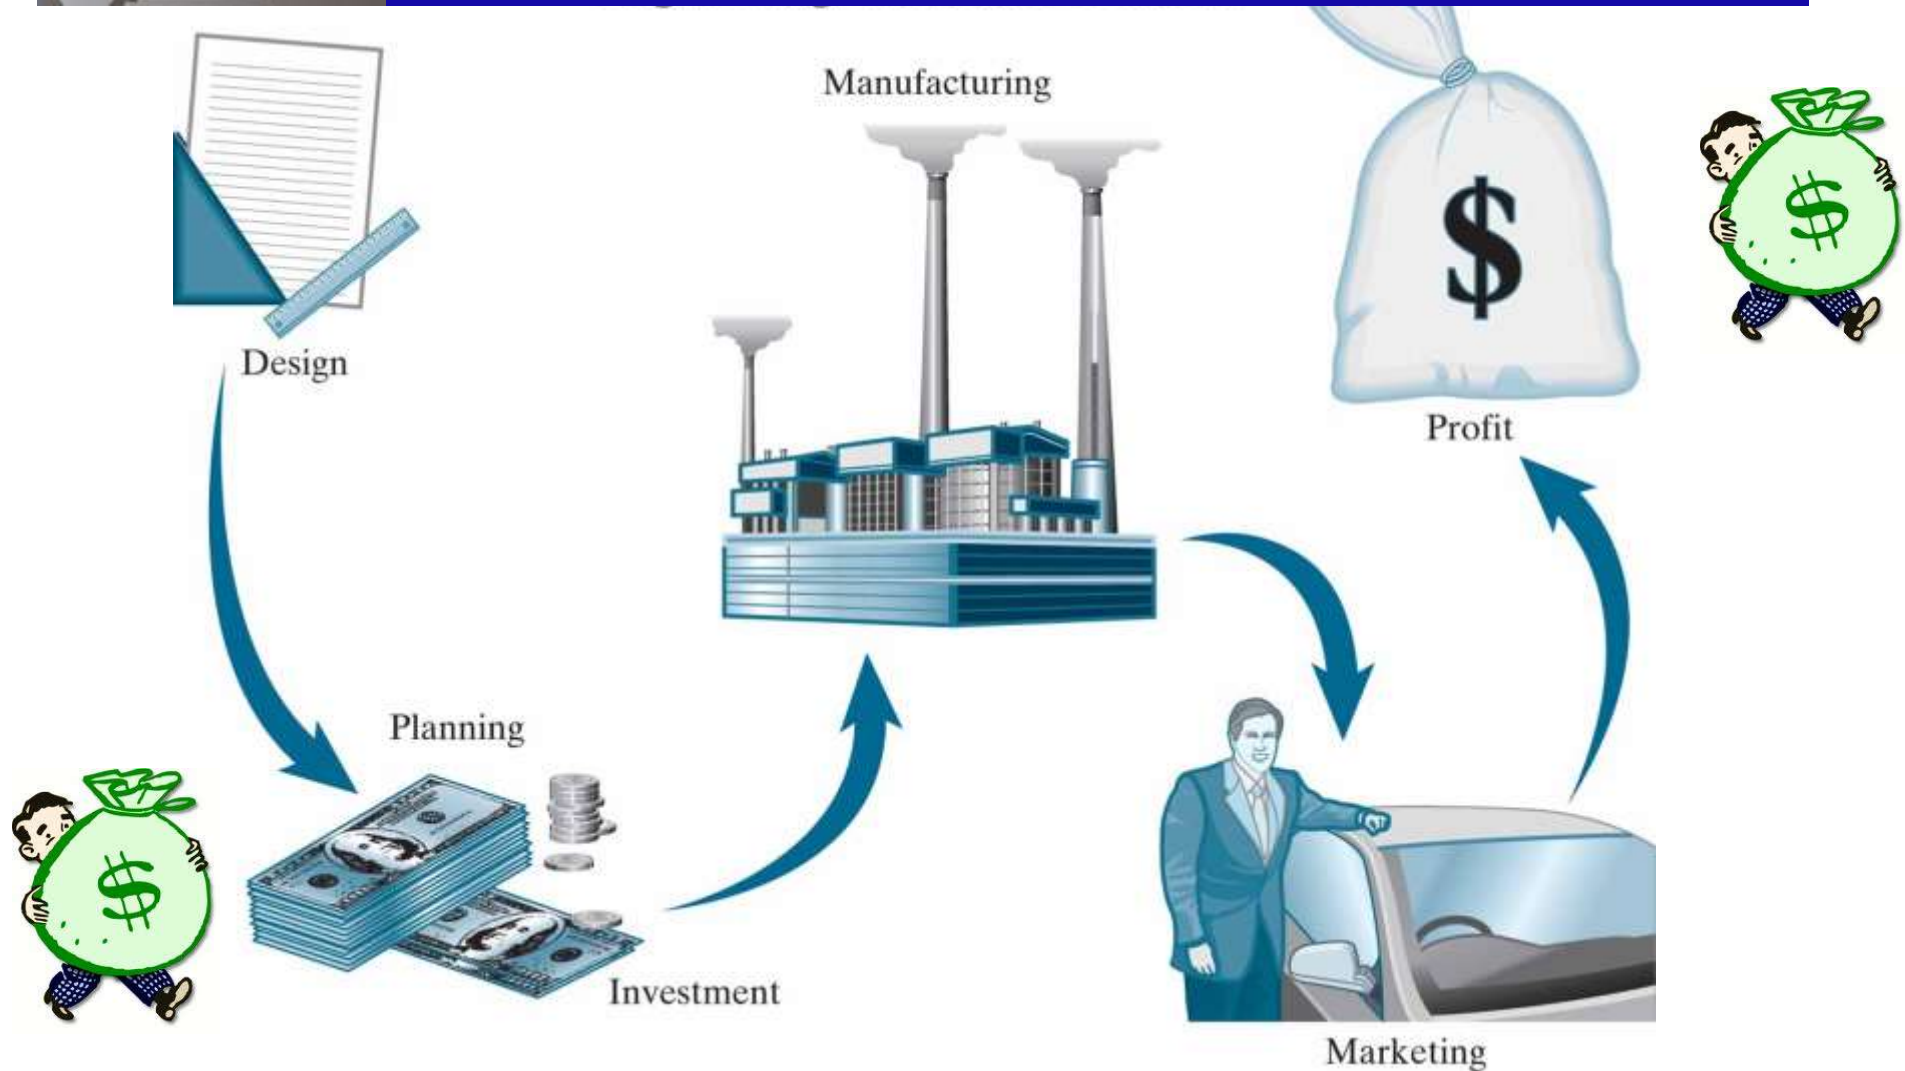 Design
Planning
Investment
Manufacturing
Marketing
Profit
$
$
$